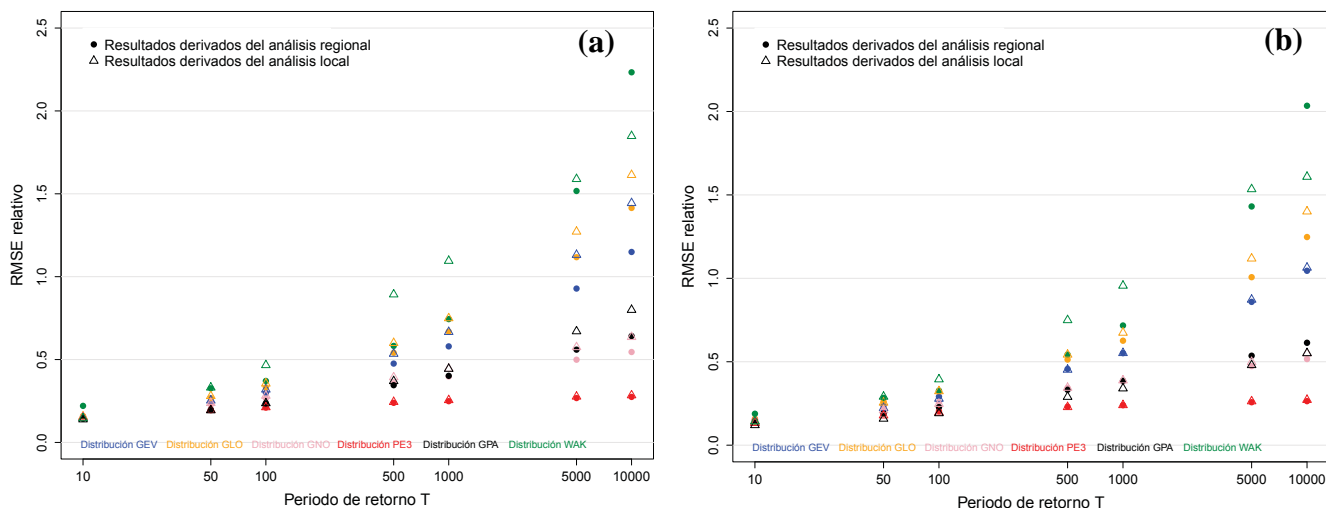 (a)
Resultados derivados del análisis regional
Resultados derivados del análisis local
RMSE relativo
2.5
2.0
1.5
1.0
0.5
0.0
Distribución GEV Distribución GLO Distribución GNO Distribución PE3 Distribución GPA Distribución WAK
10 50 100 500 1000 5000 10000
Periodo de retorno T
(b)
Resultados derivados del análisis regional
Resultados derivados del análisis local
RMSE relativo
2.5
2.0
1.5
1.0
0.5
0.0
Distribución GEV Distribución GLO Distribución GNO Distribución PE3 Distribución GPA Distribución WAK
10 50 100 500 1000 5000 10000
Periodo de retorno T